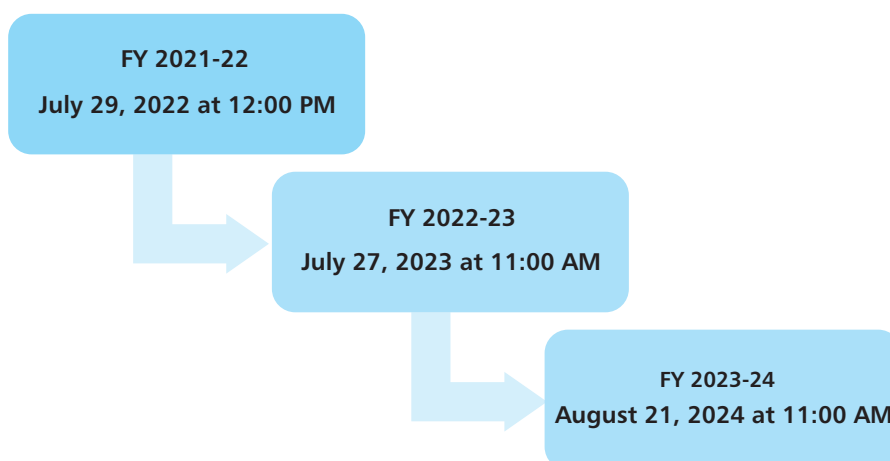 FY 2021-22
July 29, 2022 at 12:00 PM
FY 2022-23
July 27, 2023 at 11:00 AM
FY 2023-24
August 21, 2024 at 11:00 AM